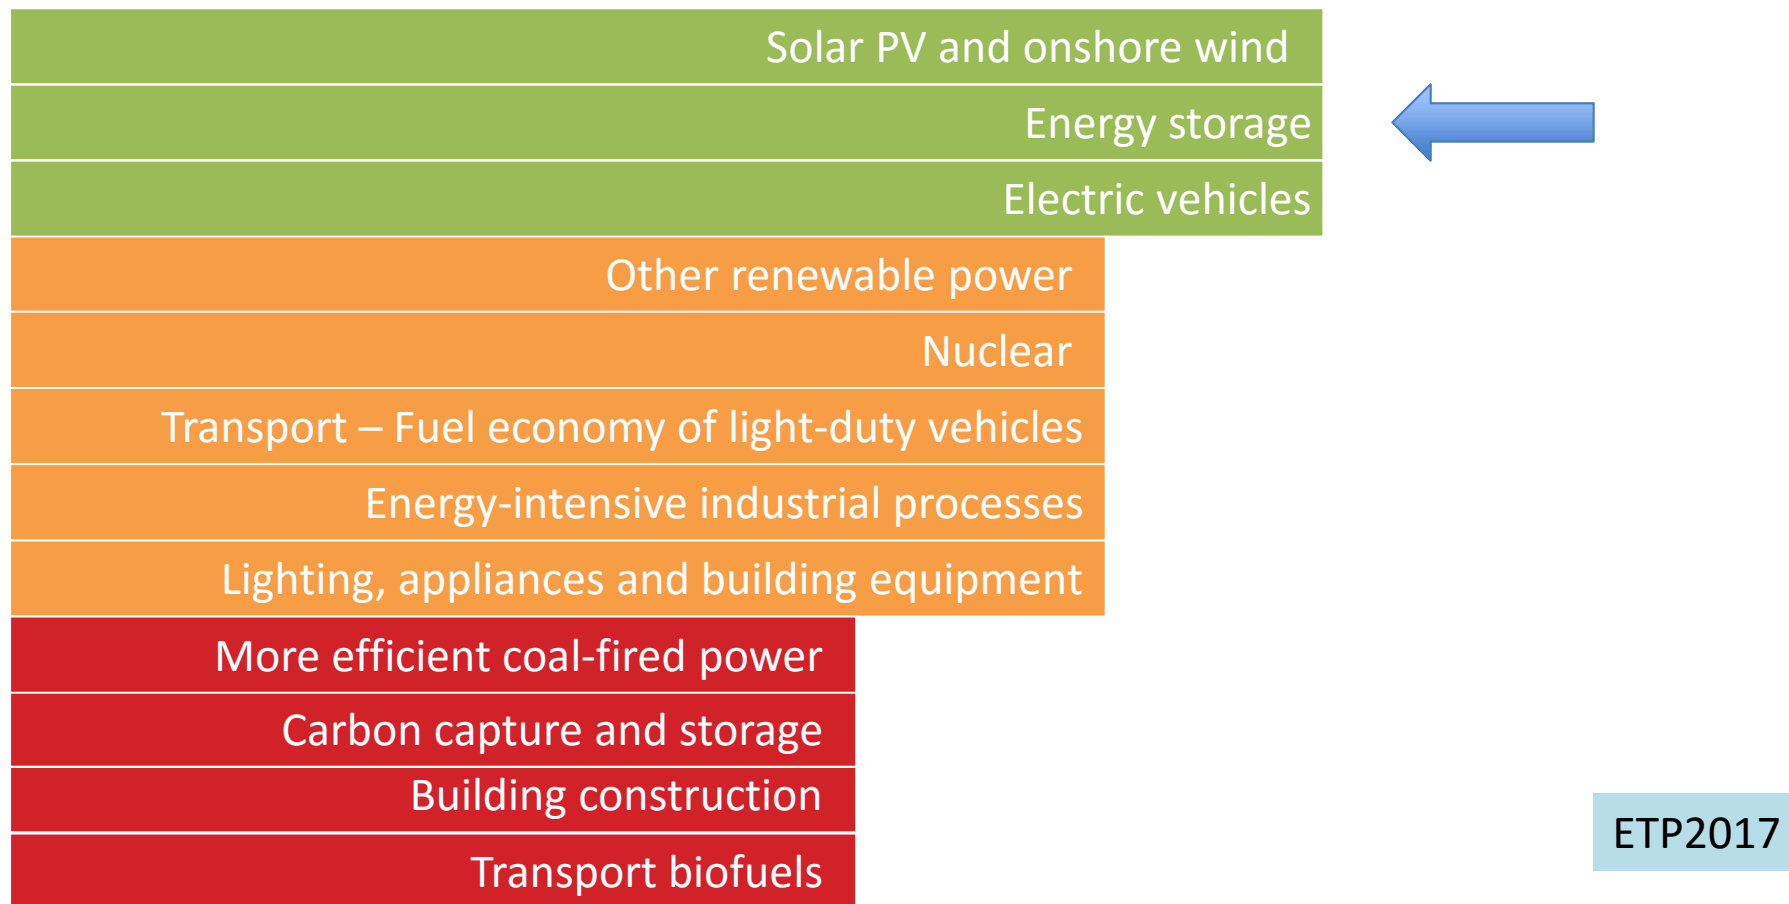 Solar PV and onshore wind
Energy storage
Electric vehicles
Other renewable power
Nuclear
Transport – Fuel economy of light-duty vehicles
Energy-intensive industrial processes
Lighting, appliances and building equipment
More efficient coal-fired power
Carbon capture and storage
Building construction
Transport biofuels
ETP2017